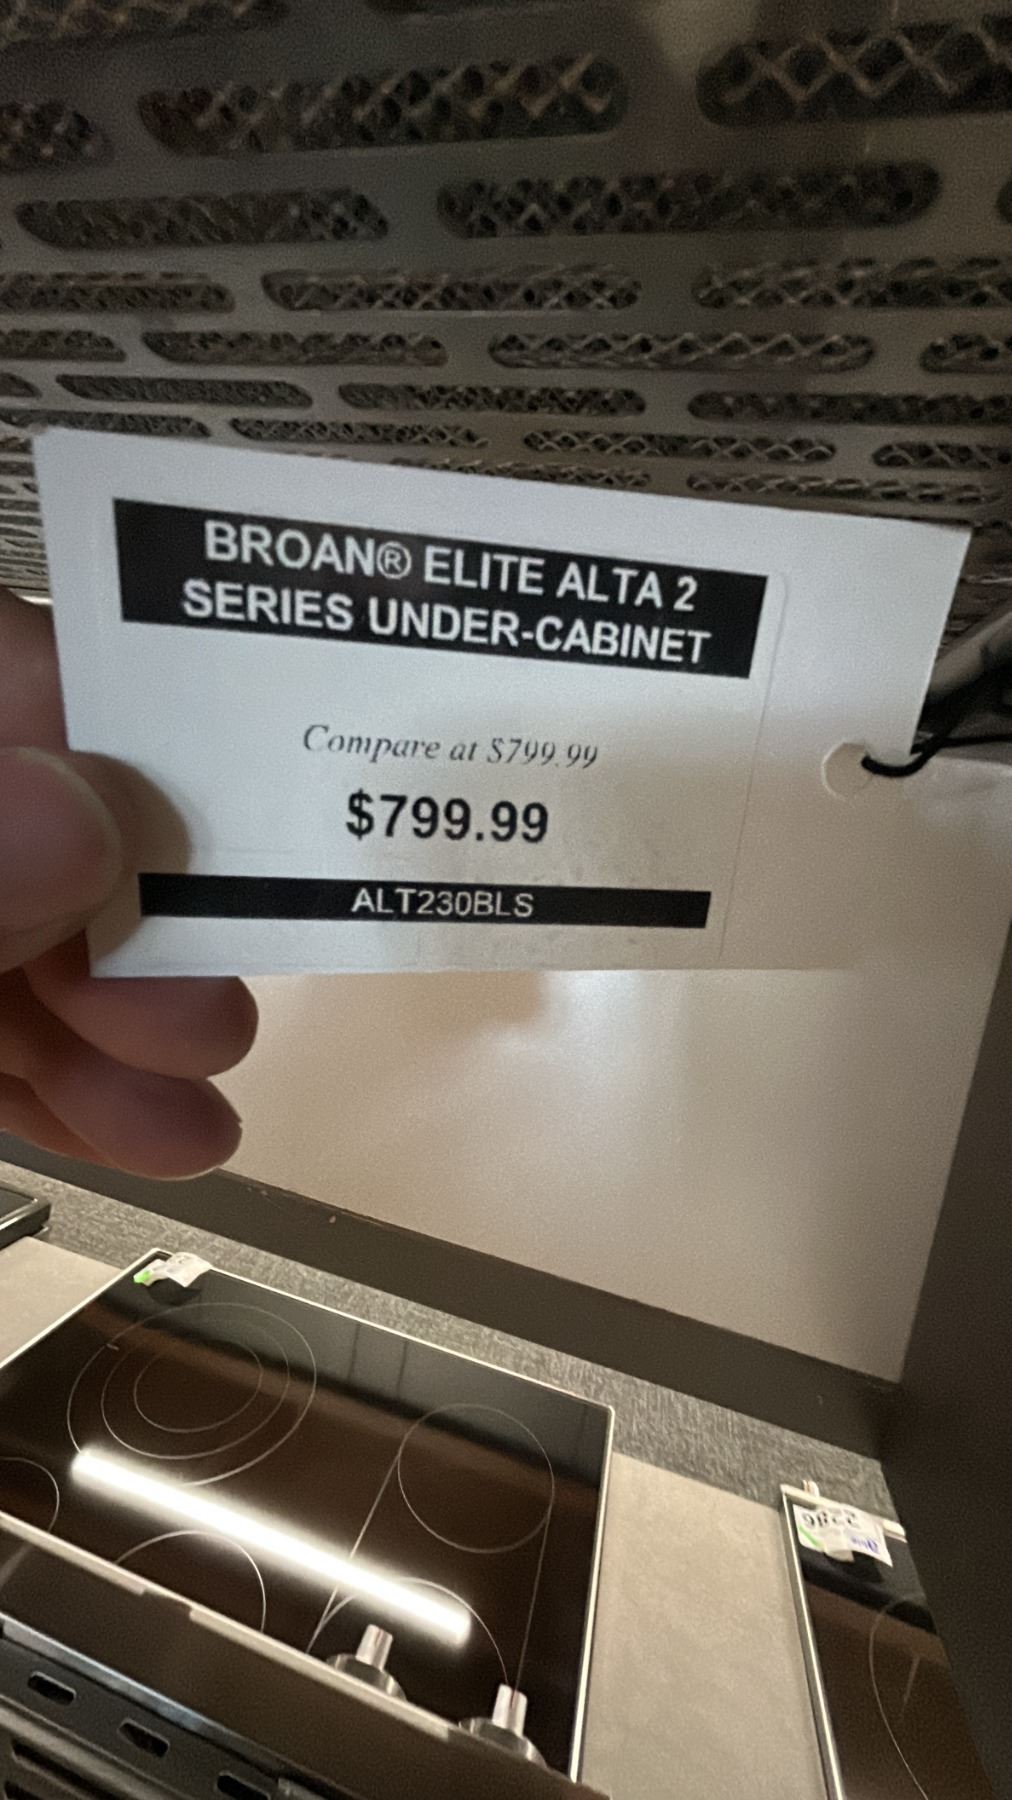 BROAN® ELITE ALTA 2
SERIES UNDER-CABINET
Compare at $799.99
$799.99
ALT230BLS